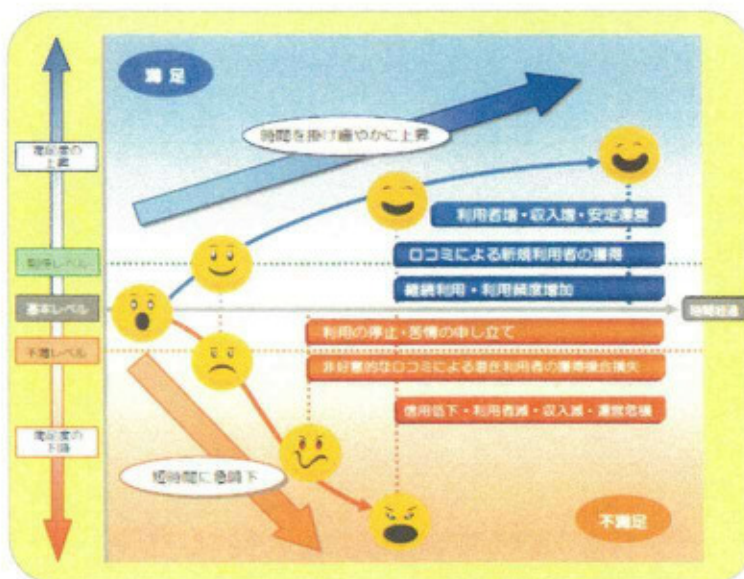 満足
時間を掛け緩やかに上昇
満足度の
上昇
利用者増・収入増・安定運営
口コミによる新規利用者の獲得
期待レベル
継続利用・利用頻度増加
基本レベル
時間経過
利用の停止・苦情の申し立て
不満レベル
非好意的な口コミによる潜在利用者の獲得機会損失
信用低下・利用者減・収入減・運営危機
満足度の
下降
短時間に急降下
不満足